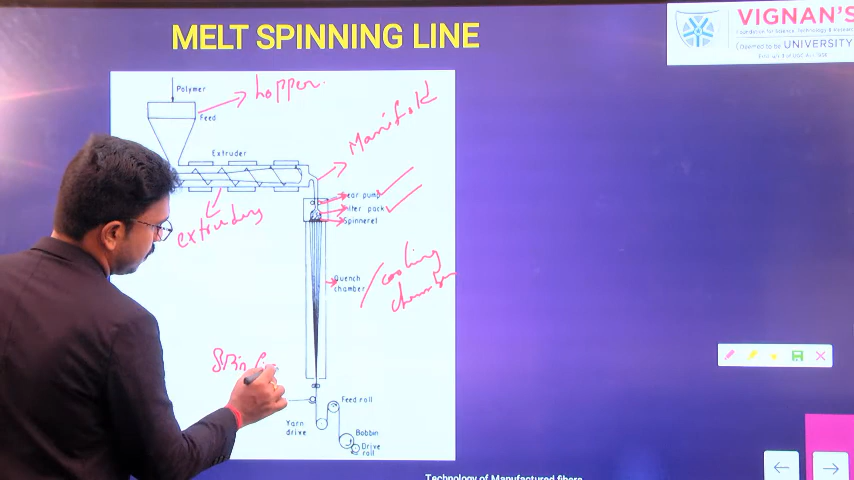 MELT SPINNING LINE
VIGNAN'S
Foundation for Science, Technology & Research
(Deemed to be UNIVERSITY)
Polymer
Feed
hopper
Manifold
Extruder
Gear pump
Filter pack
Spinneret
Quench
chamber
/ cooling
chamber
Feed roll
Yarn
drive
Bobbin
Drive
roll
Technology of Manufactured fibers